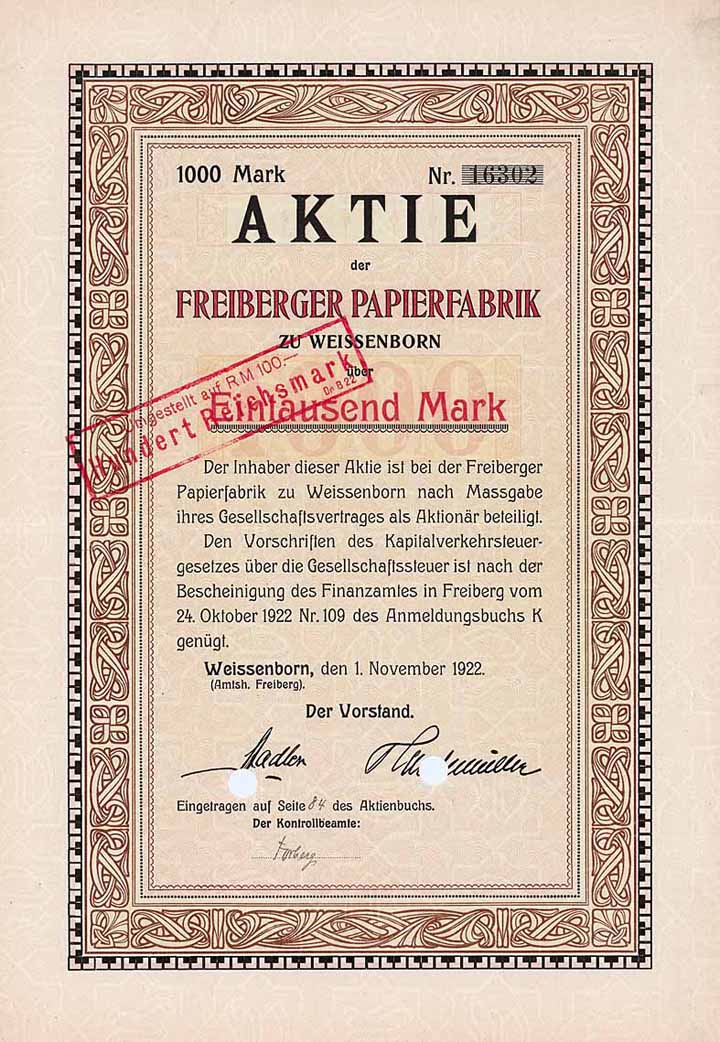 1000 Mark Nr. 16302
AKTIE
der
FREIBERGER PAPIERFABRIK
ZU WEISSENBORN
über
Eintausend Mark
Umgestellt auf R.M 100.—
Hundert Reichsmark
Dr B 22
Der Inhaber dieser Aktie ist bei der Freiberger
Papierfabrik zu Weissenborn nach Massgabe
ihres Gesellschaftsvertrages als Aktionär beteiligt.
Den Vorschriften des Kapitalverkehrsteuer-
gesetzes über die Gesellschaftssteuer ist nach der
Bescheinigung des Finanzamtes in Freiberg vom
24. Oktober 1922 Nr. 109 des Anmeldungsbuchs K
genügt.
Weissenborn, den 1. November 1922.
(Amtsh. Freiberg).
Der Vorstand.
Eingetragen auf Seite 84 des Aktienbuchs.
Der Kontrollbeamte: